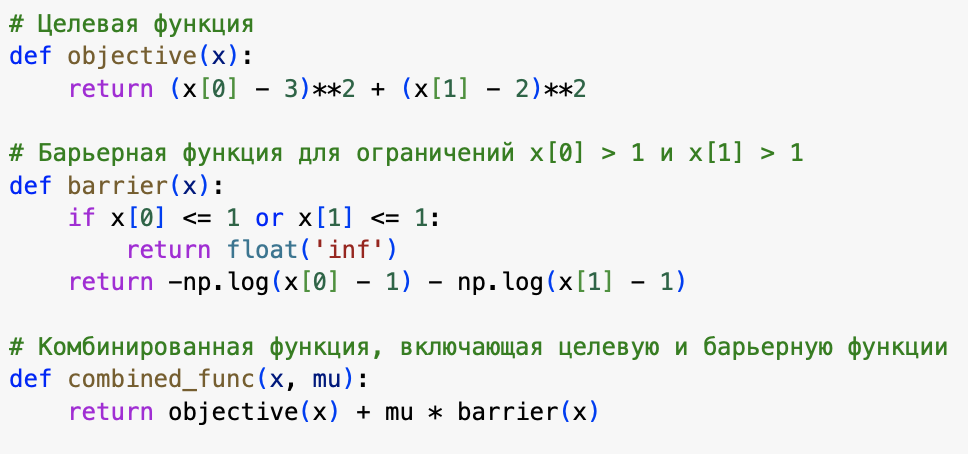 # Целевая функция
def objective(x):
    return (x[0] - 3)**2 + (x[1] - 2)**2

# Барьерная функция для ограничений x[0] > 1 и x[1] > 1
def barrier(x):
    if x[0] <= 1 or x[1] <= 1:
        return float('inf')
    return -np.log(x[0] - 1) - np.log(x[1] - 1)

# Комбинированная функция, включающая целевую и барьерную функции
def combined_func(x, mu):
    return objective(x) + mu * barrier(x)